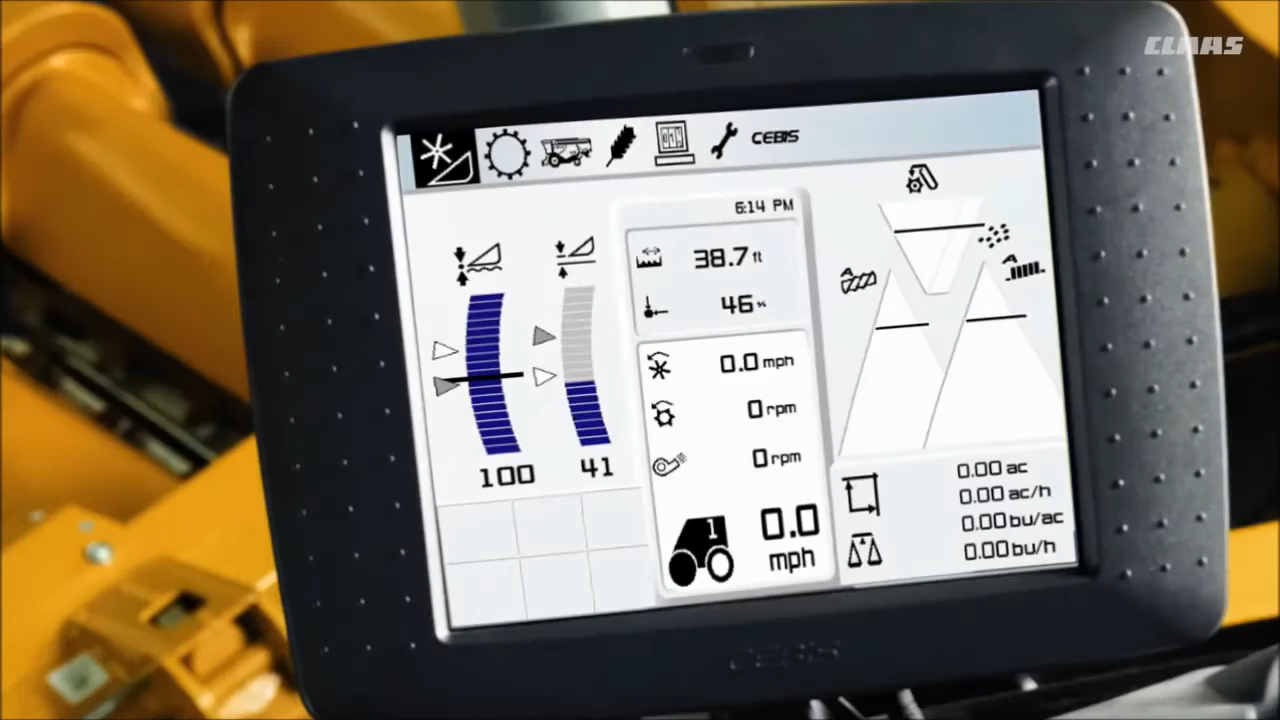 CLAAS
CEBIS
6:14 PM
38.7 ft
46 %
0.0 mph
0 rpm
0 rpm
1
0.0
mph
100
41
0.00 ac
0.00 ac/h
0.00 bu/ac
0.00 bu/h
CEBIS